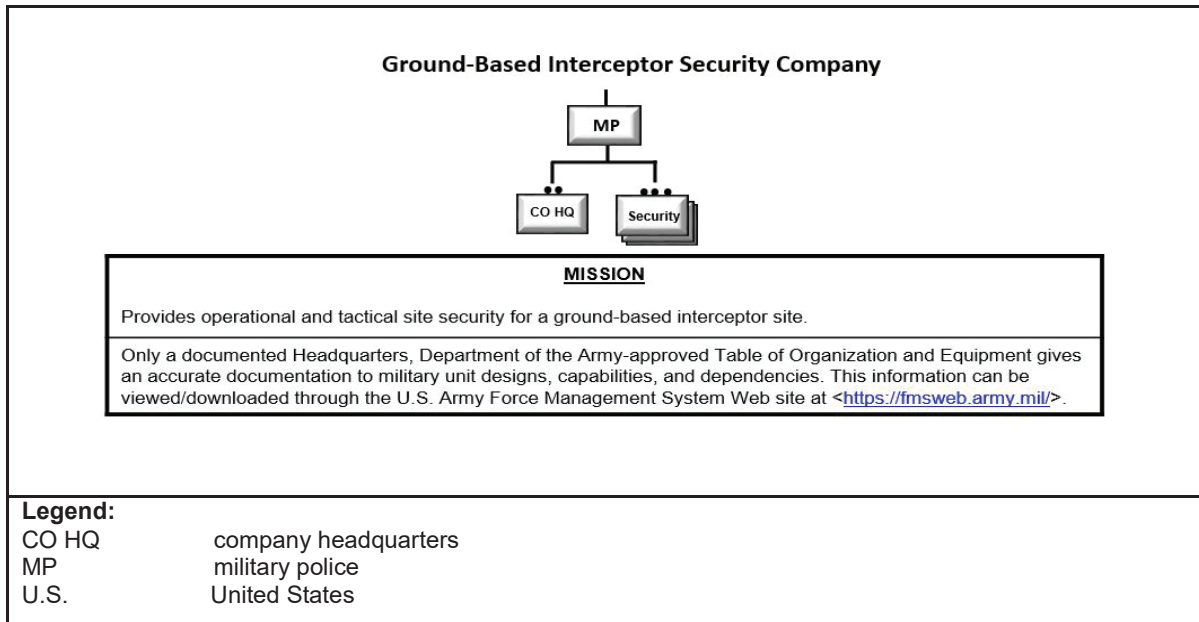 Ground-Based Interceptor Security Company
MP
CO HQ
Security
MISSION
Provides operational and tactical site security for a ground-based interceptor site.
Only a documented Headquarters, Department of the Army-approved Table of Organization and Equipment gives
an accurate documentation to military unit designs, capabilities, and dependencies. This information can be
viewed/downloaded through the U.S. Army Force Management System Web site at <https://fmsweb.army.mil/>.
Legend:
CO HQ company headquarters
MP military police
U.S. United States